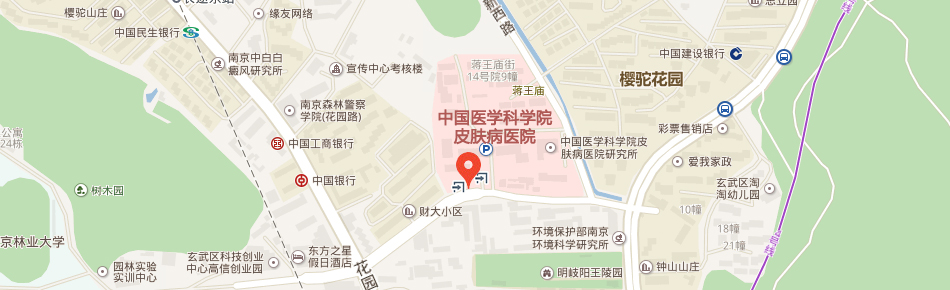 樱驼山庄
缘友网络
中国民生银行
南京中白白
癜风研究所
宣传中心考核楼
蒋王庙街
14号院9幢
蒋王庙
中国建设银行
樱驼花园
南京森林警察
学院(花园路)
中国医学科学院
皮肤病医院
P
彩票售销店
公寓
24栋
中国工商银行
中国医学科学院皮
肤病医院研究所
爱我家政
中国银行
树木园
玄武区淘
淘幼儿园
财大小区
10幢
18幢
21幢
京林业大学
环境保护部南京
环境科学研究所
玄武区科技创业
中心高信创业园
东方之星
假日酒店
园林实验
实训中心
花园
明岐阳王陵园
钟山山庄